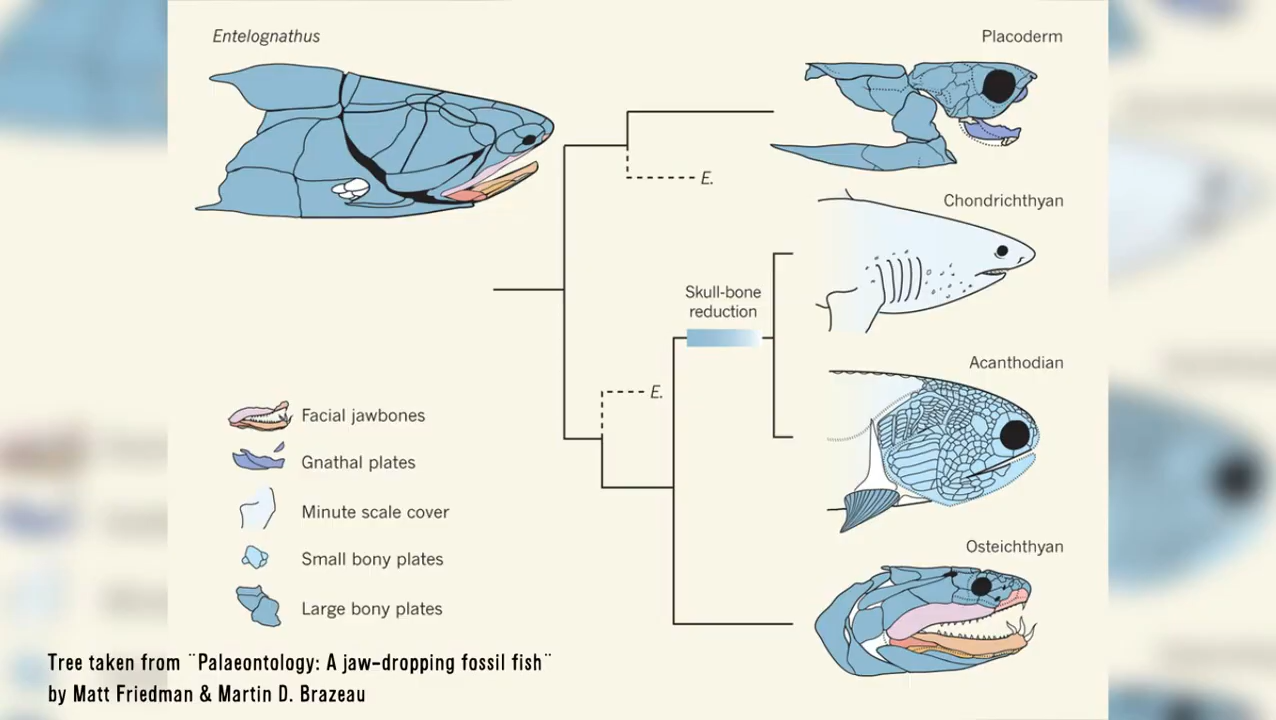 Entelognathus
Placoderm
E.
Chondrichthyan
Skull-bone
reduction
Acanthodian
E.
Facial jawbones
Gnathal plates
Minute scale cover
Osteichthyan
Small bony plates
Large bony plates
Tree taken from ¨Palaeontology: A jaw-dropping fossil fish¨
by Matt Friedman & Martin D. Brazeau